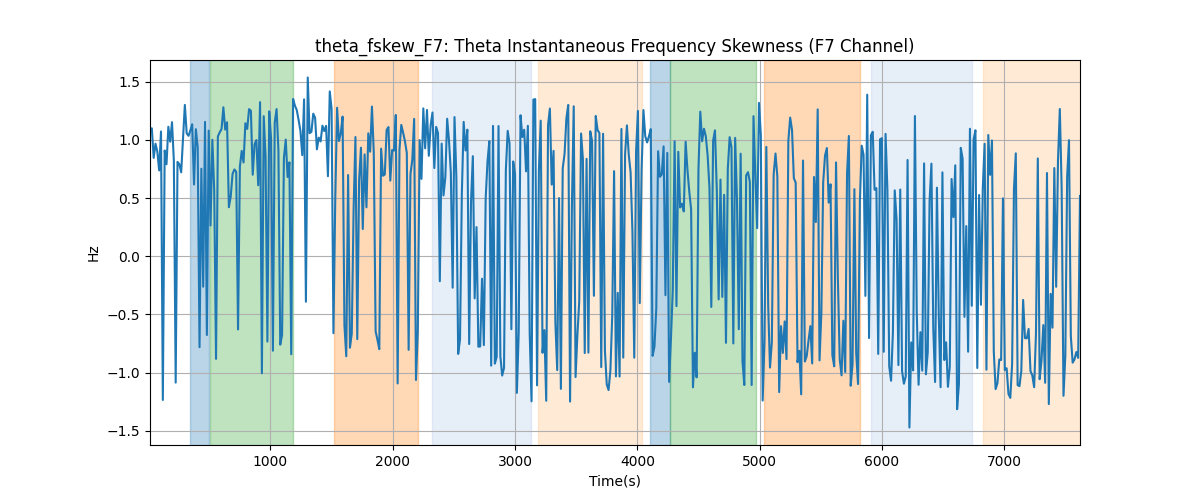 theta_fskew_F7: Theta Instantaneous Frequency Skewness (F7 Channel)
1.5
1.0
0.5
0.0
−0.5
−1.0
−1.5
Hz
1000 2000 3000 4000 5000 6000 7000
Time(s)